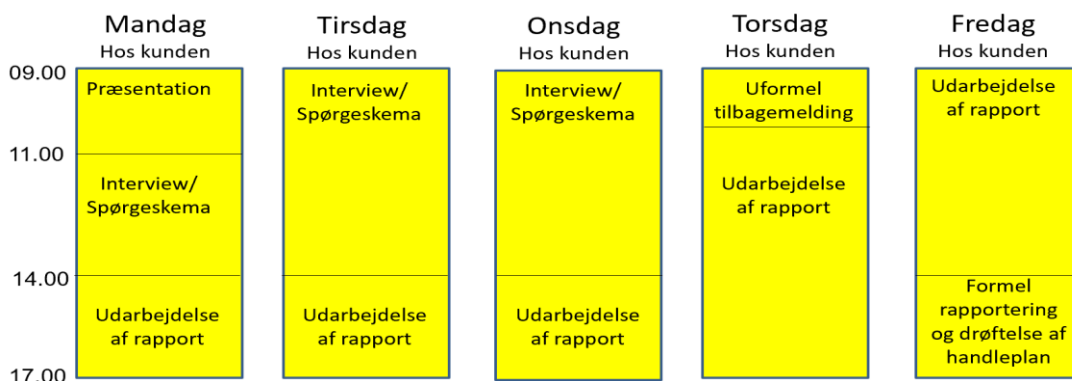 Mandag
Hos kunden
Tirsdag
Hos kunden
Onsdag
Hos kunden
Torsdag
Hos kunden
Fredag
Hos kunden
09.00
11.00
14.00
17.00
Præsentation
Interview/
Spørgeskema
Udarbejdelse
af rapport
Interview/
Spørgeskema
Udarbejdelse
af rapport
Interview/
Spørgeskema
Udarbejdelse
af rapport
Uformel
tilbagemelding
Udarbejdelse
af rapport
Udarbejdelse
af rapport
Formel
rapportering
og drøftelse af
handleplan